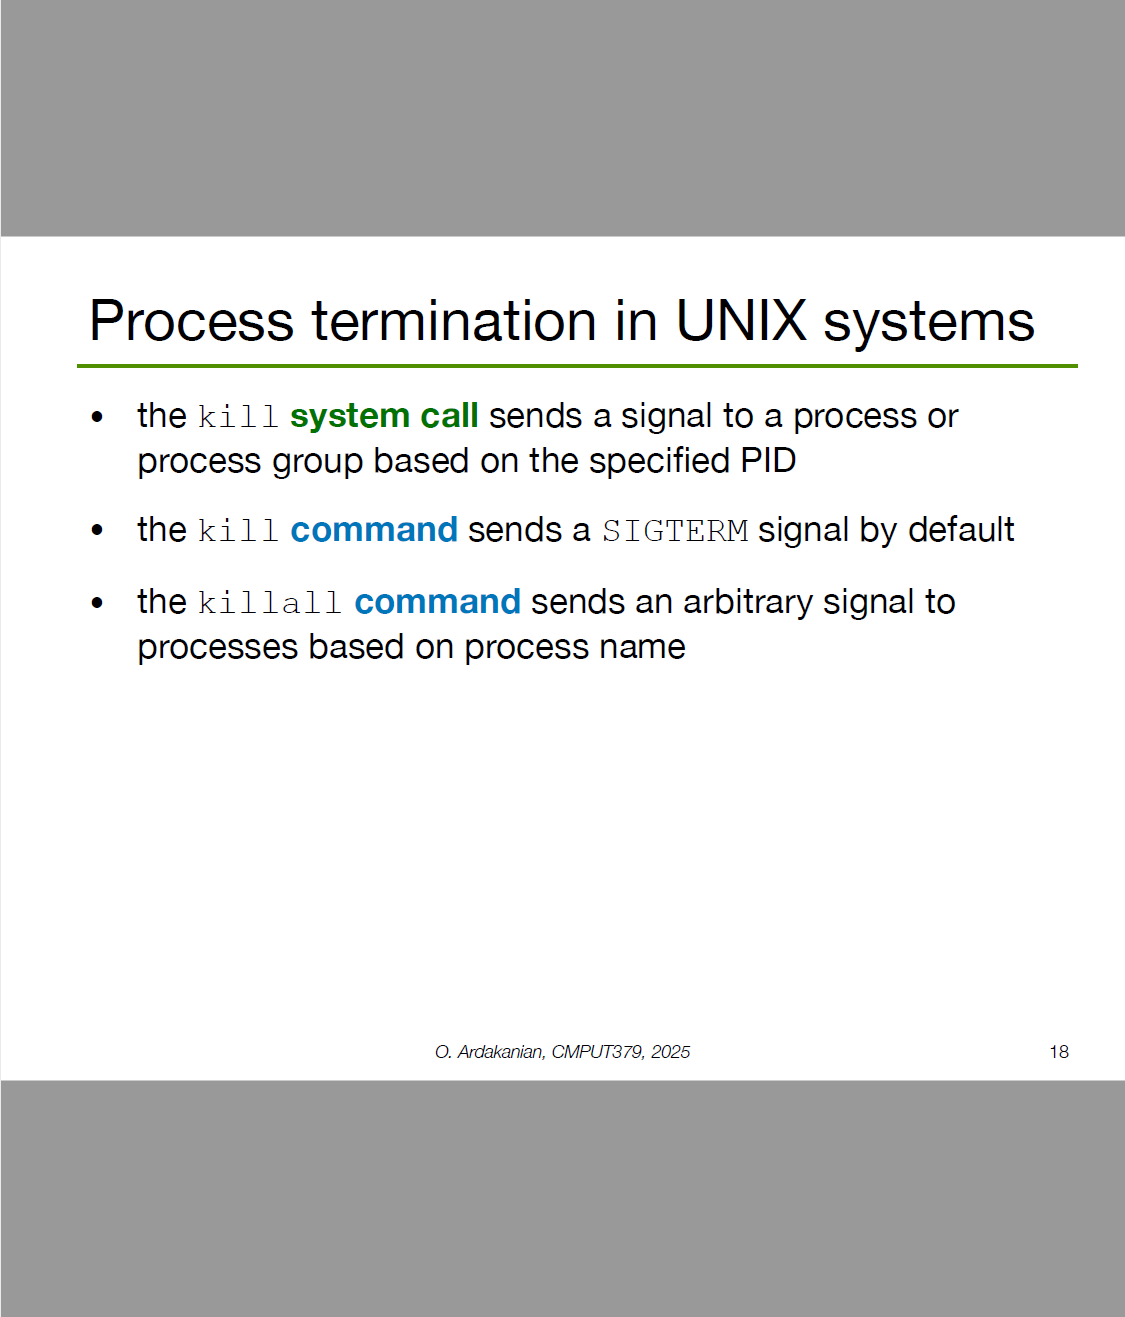 Process termination in UNIX systems
• the kill system call sends a signal to a process or
process group based on the specified PID
• the kill command sends a SIGTERM signal by default
• the killall command sends an arbitrary signal to
processes based on process name
O. Ardakanian, CMPUT379, 2025
18